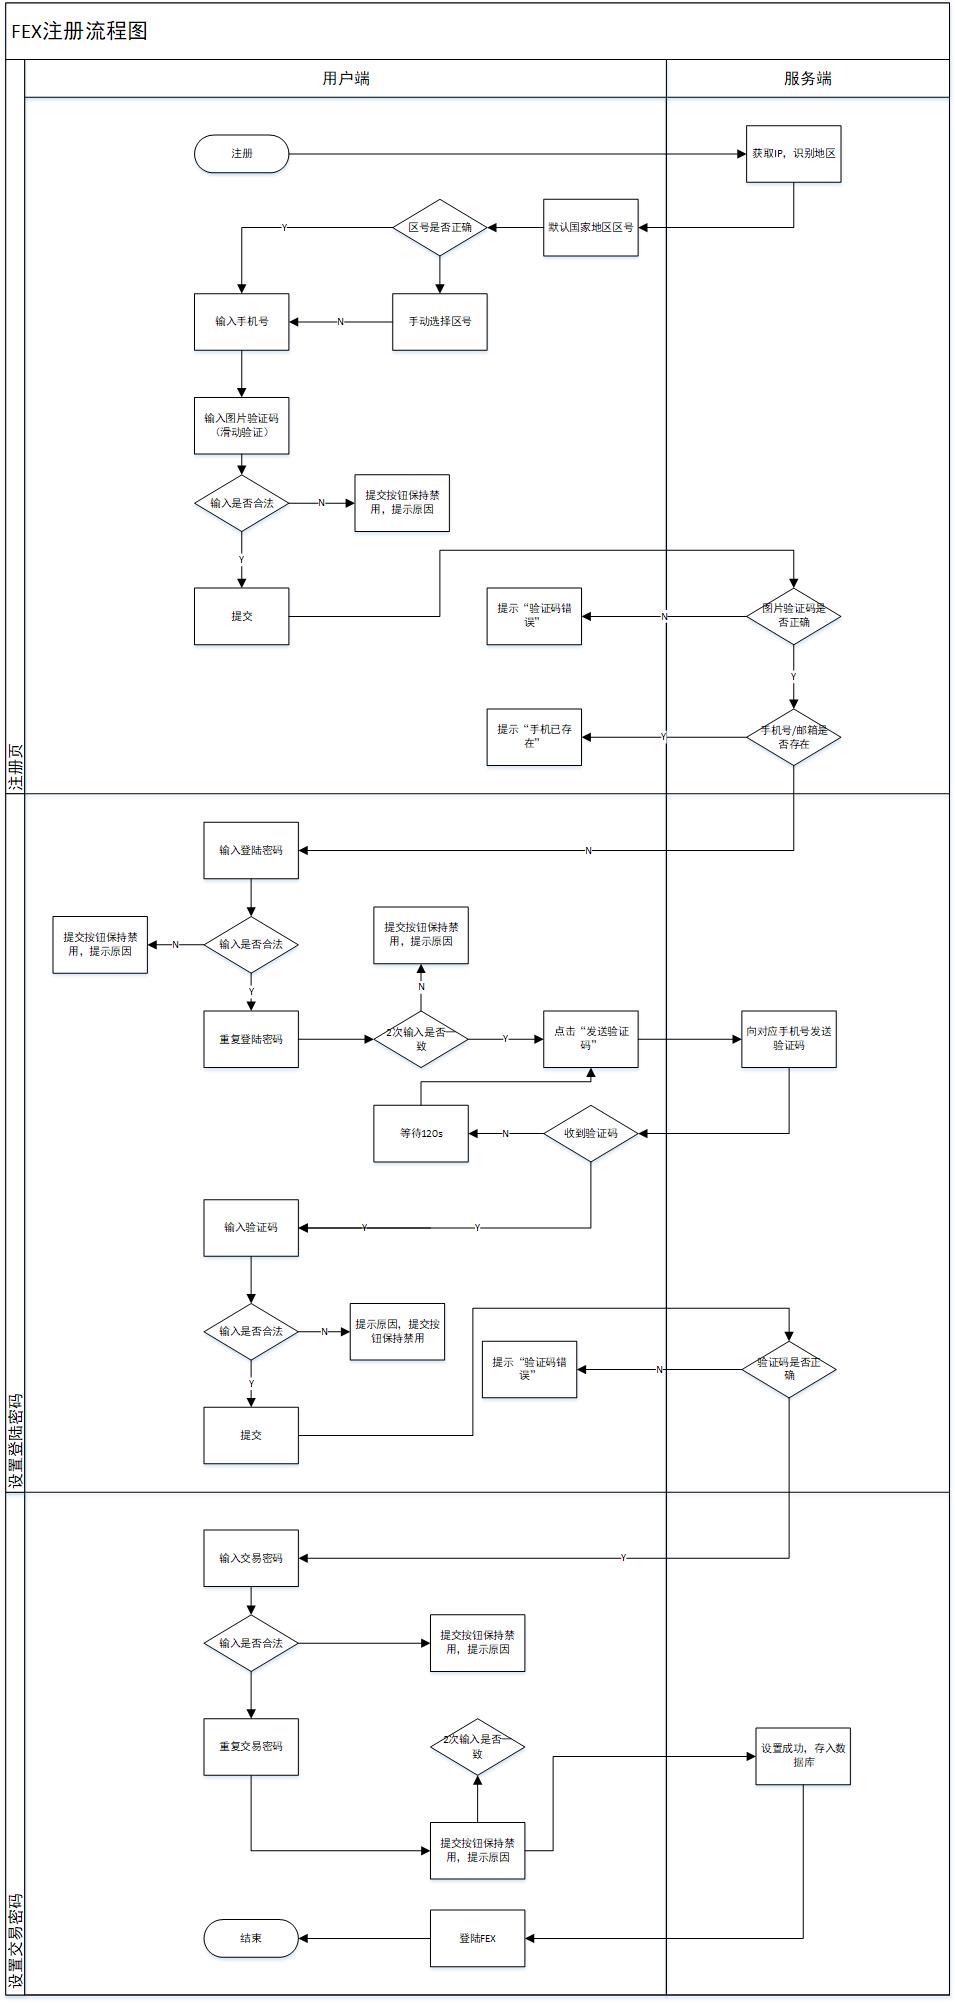 FEX注册流程图
用户端
服务端
注册
获取IP，识别地区
区号是否正确
默认国家地区区号
Y
输入手机号
N
手动选择区号
输入图片验证码
（滑动验证）
输入是否合法
N
提交按钮保持禁
用，提示原因
Y
提交
提示“验证码错
误”
N
图片验证码是
否正确
Y
提示“手机已存
在”
Y
手机号/邮箱是
否存在
注册页
输入登陆密码
N
提交按钮保持禁
用，提示原因
N
输入是否合法
提交按钮保持禁
用，提示原因
Y
N
重复登陆密码
2次输入是否一
致
Y
点击“发送验证
码”
向对应手机号发送
验证码
等待120s
N
收到验证码
输入验证码
Y
Y
输入是否合法
N
提示原因，提交按
钮保持禁用
提示“验证码错
误”
N
验证码是否正
确
Y
提交
设置登陆密码
输入交易密码
Y
输入是否合法
提交按钮保持禁
用，提示原因
重复交易密码
2次输入是否一
致
设置成功，存入数
据库
提交按钮保持禁
用，提示原因
结束
登陆FEX
设置交易密码